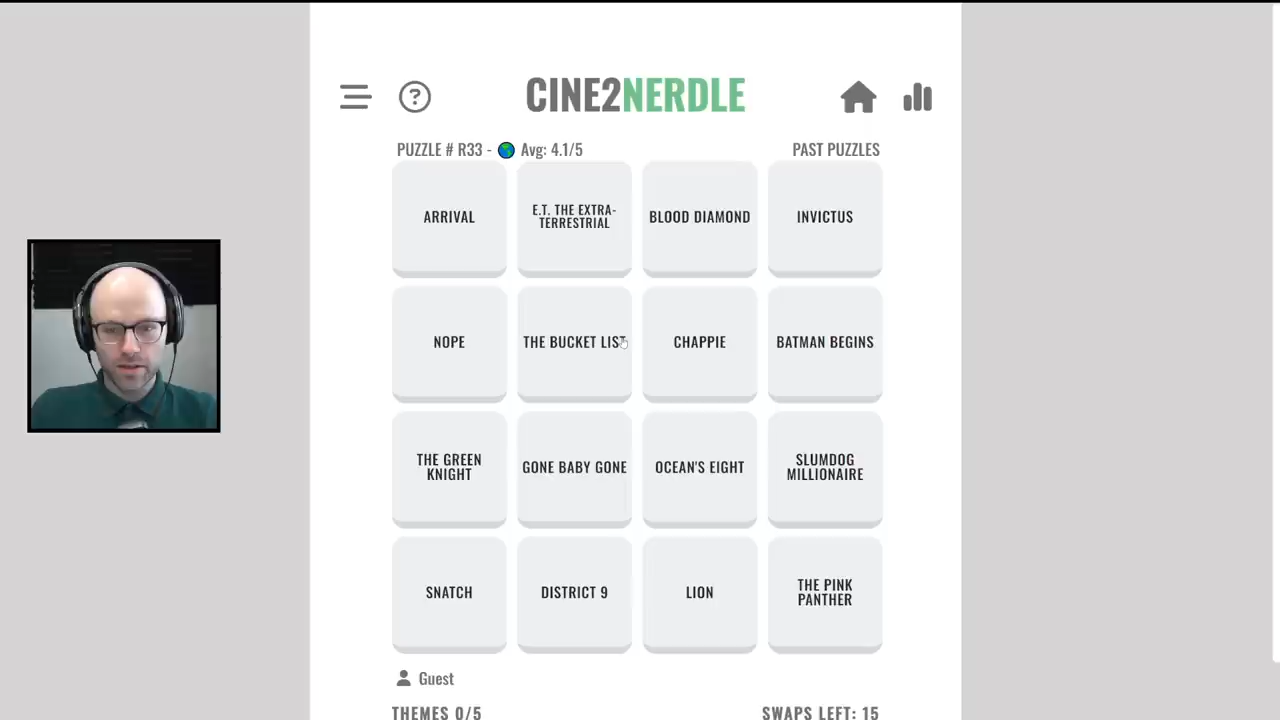 CINE2NERDLE
PUZZLE # R33 - Avg: 4.1/5
PAST PUZZLES
ARRIVAL
E.T. THE EXTRA-
TERRESTRIAL
BLOOD DIAMOND
INVICTUS
NOPE
THE BUCKET LIST
CHAPPIE
BATMAN BEGINS
THE GREEN
KNIGHT
GONE BABY GONE
OCEAN'S EIGHT
SLUMDOG
MILLIONAIRE
SNATCH
DISTRICT 9
LION
THE PINK
PANTHER
Guest
THEMES 0/5
SWAPS LEFT: 15